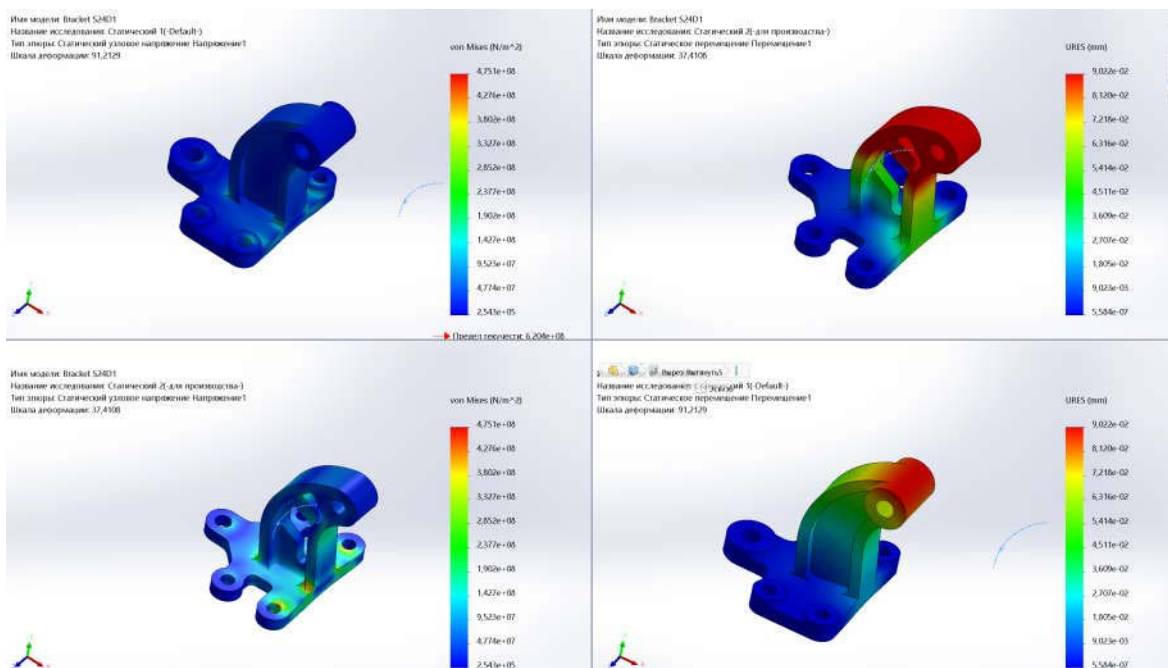 Имя модели: Bracket S24D1
Название исследования: Статический 1(-Default-)
Тип эпюры: Статический узловое напряжение Напряжение1
Шкала деформации: 91,2129
von Mises (N/m^2)
4,751e+08
4,276e+08
3,802e+08
3,327e+08
2,852e+08
2,377e+08
1,902e+08
1,427e+08
9,523e+07
4,774e+07
2,543e+05
Предел текучести: 6,204e+08
Имя модели: Bracket S24D1
Название исследования: Статический 2(-для производства-)
Тип эпюры: Статическое перемещение Перемещение1
Шкала деформации: 37,4108
URES (mm)
9,022e-02
8,120e-02
7,218e-02
6,316e-02
5,414e-02
4,511e-02
3,609e-02
2,707e-02
1,805e-02
9,023e-03
5,584e-07
Имя модели: Bracket S24D1
Название исследования: Статический 2(-для производства-)
Тип эпюры: Статический узловое напряжение Напряжение1
Шкала деформации: 37,4108
von Mises (N/m^2)
4,751e+08
4,276e+08
3,802e+08
3,327e+08
2,852e+08
2,377e+08
1,902e+08
1,427e+08
9,523e+07
4,774e+07
2,543e+05
Вырез-Вытянуть5
Название исследования: Статический 1(-Default-)
Тип эпюры: Статическое перемещение Перемещение1
Шкала деформации: 91,2129
URES (mm)
9,022e-02
8,120e-02
7,218e-02
6,316e-02
5,414e-02
4,511e-02
3,609e-02
2,707e-02
1,805e-02
9,023e-03
5,584e-07